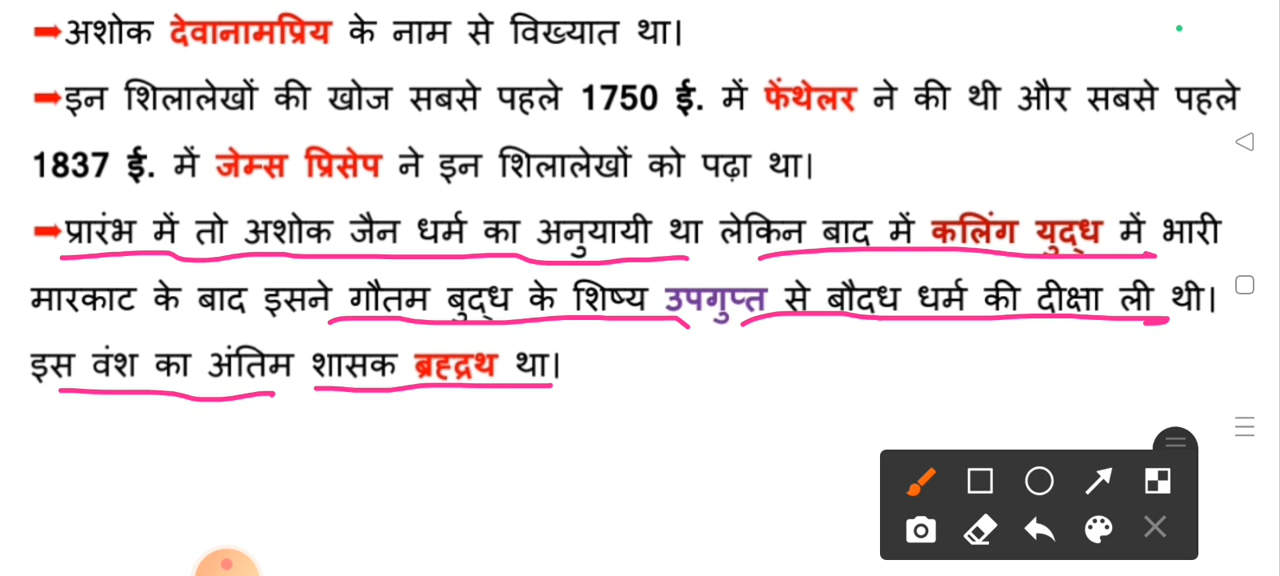 ➡अशोक देवानामप्रिय के नाम से विख्यात था।
➡इन शिलालेखों की खोज सबसे पहले 1750 ई. में फेंथेलर ने की थी और सबसे पहले
1837 ई. में जेम्स प्रिसेप ने इन शिलालेखों को पढ़ा था।
➡प्रारंभ में तो अशोक जैन धर्म का अनुयायी था लेकिन बाद में कलिंग युद्ध में भारी
मारकाट के बाद इसने गौतम बुद्ध के शिष्य उपगुप्त से बौदध धर्म की दीक्षा ली थी।
इस वंश का अंतिम शासक ब्रह्द्रथ था।